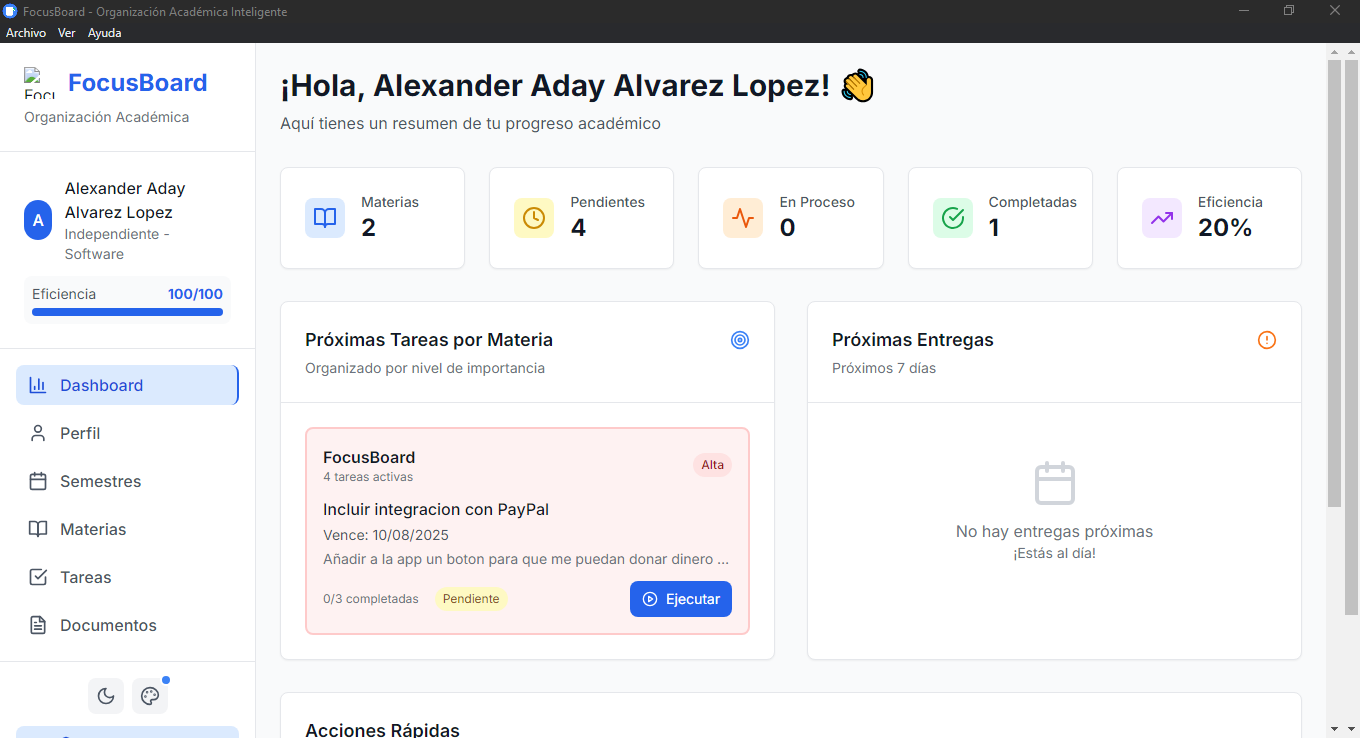 FocusBoard - Organización Académica Inteligente
Archivo Ver Ayuda
FocusBoard
Organización Académica
A
Alexander Aday
Alvarez Lopez
Independiente -
Software
Eficiencia 100/100
Dashboard
Perfil
Semestres
Materias
Tareas
Documentos
¡Hola, Alexander Aday Alvarez Lopez! 👋
Aquí tienes un resumen de tu progreso académico
Materias
2
Pendientes
4
En Proceso
0
Completadas
1
Eficiencia
20%
Próximas Tareas por Materia
Organizado por nivel de importancia
FocusBoard
4 tareas activas
Alta
Incluir integracion con PayPal
Vence: 10/08/2025
Añadir a la app un boton para que me puedan donar dinero ...
0/3 completadas
Pendiente
Ejecutar
Próximas Entregas
Próximos 7 días
No hay entregas próximas
¡Estás al día!
Acciones Rápidas